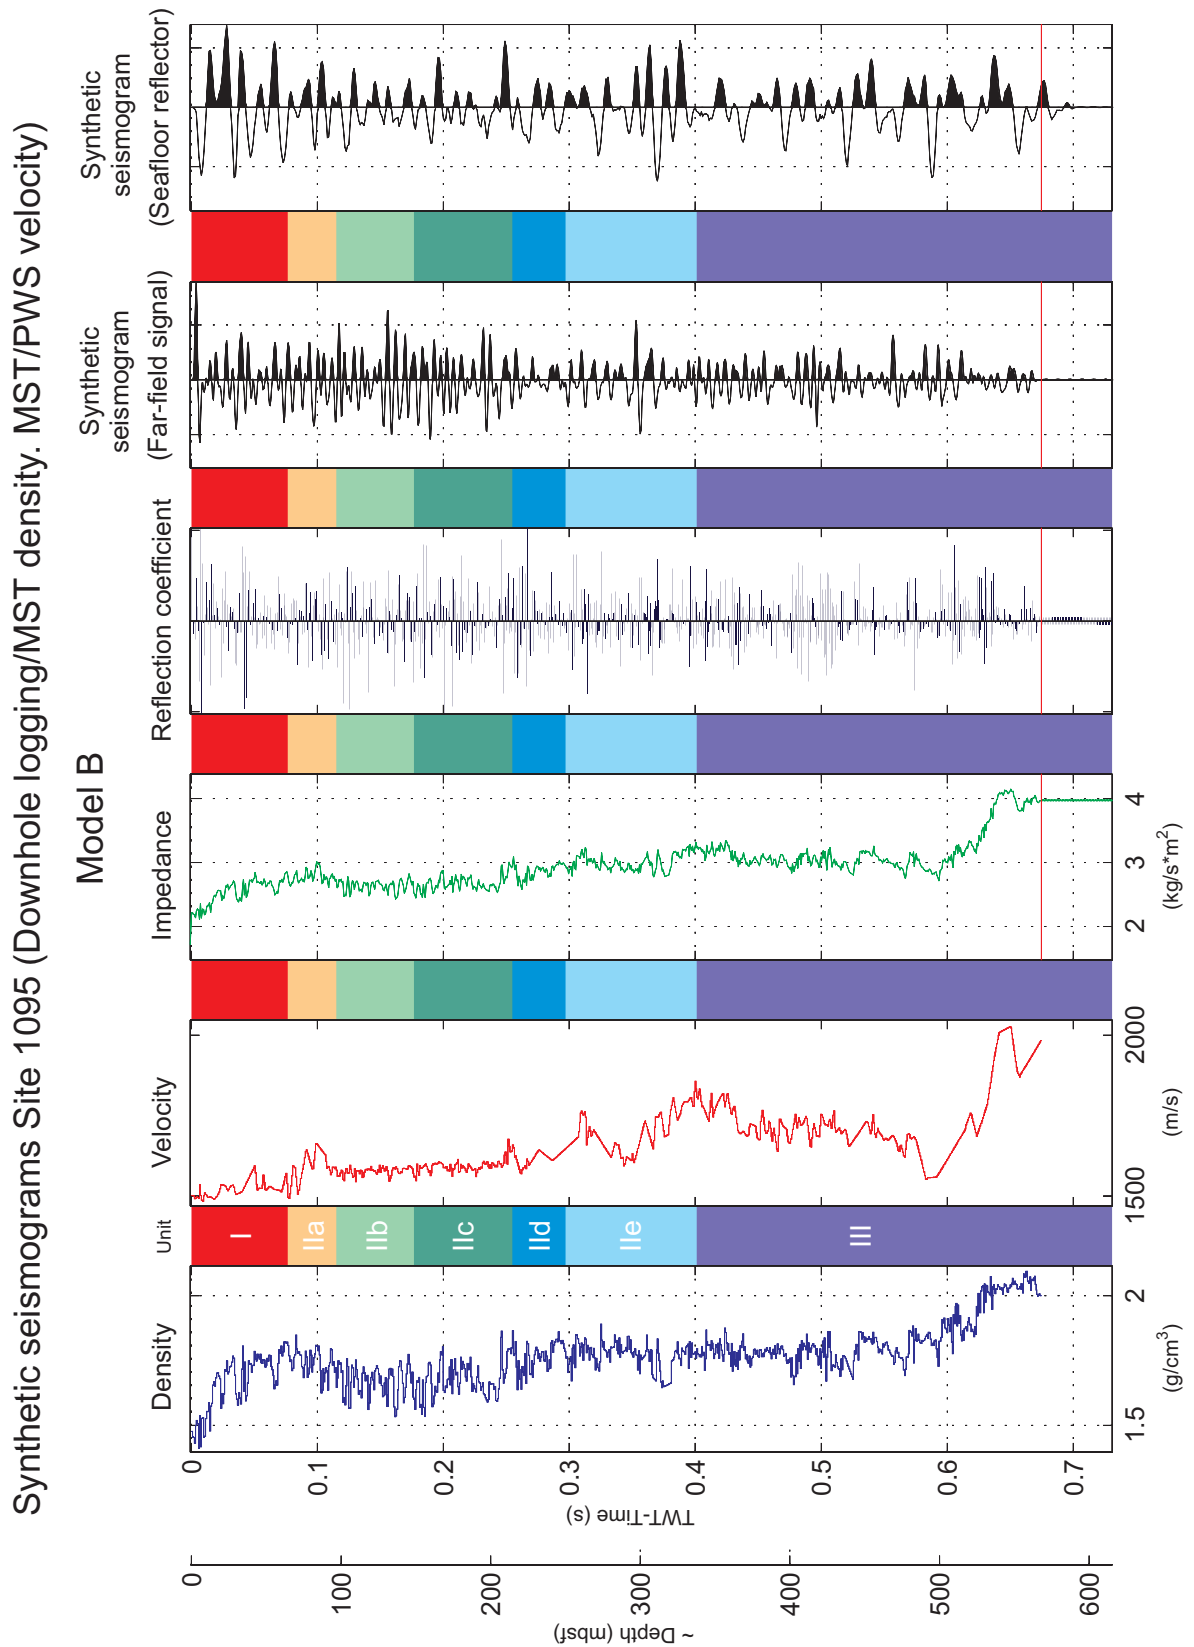 Synthetic seismograms Site 1095 (Downhole logging/MST density. MST/PWS velocity)
Model B
Density
Unit
Velocity
Impedance
Reflection coefficient
Synthetic
seismogram
(Far-field signal)
Synthetic
seismogram
(Seafloor reflector)
I
IIa
IIb
IIc
IId
IIe
III
0
0.1
0.2
0.3
0.4
0.5
0.6
0.7
TWT-Time (s)
0
100
200
300
400
500
600
~ Depth (mbsf)
1.5 2
(g/cm³)
1500 2000
(m/s)
2 3 4
(kg/s*m²)